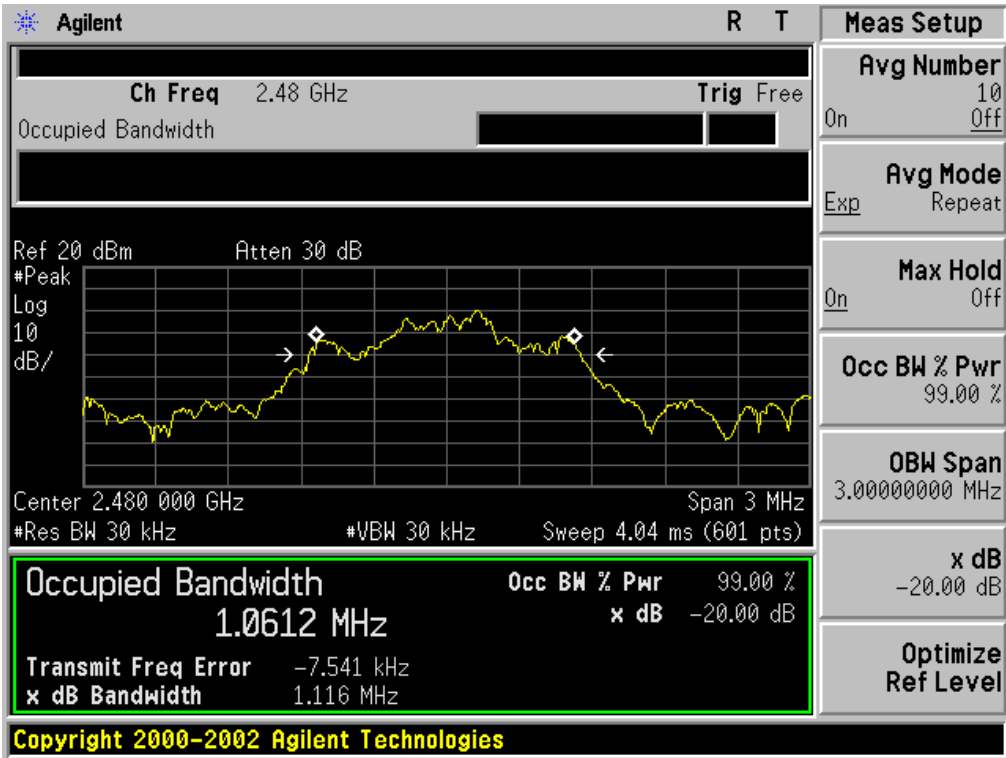 Agilent R T
Ch Freq 2.48 GHz Trig Free
Occupied Bandwidth
Ref 20 dBm Atten 30 dB
#Peak
Log
10
dB/
Center 2.480 000 GHz Span 3 MHz
#Res BW 30 kHz #VBW 30 kHz Sweep 4.04 ms (601 pts)
Occupied Bandwidth Occ BW % Pwr 99.00 %
1.0612 MHz x dB -20.00 dB
Transmit Freq Error -7.541 kHz
x dB Bandwidth 1.116 MHz
Copyright 2000-2002 Agilent Technologies
Meas Setup
Avg Number
10
On Off
Avg Mode
Exp Repeat
Max Hold
On Off
Occ BW % Pwr
99.00 %
OBW Span
3.00000000 MHz
x dB
-20.00 dB
Optimize
Ref Level